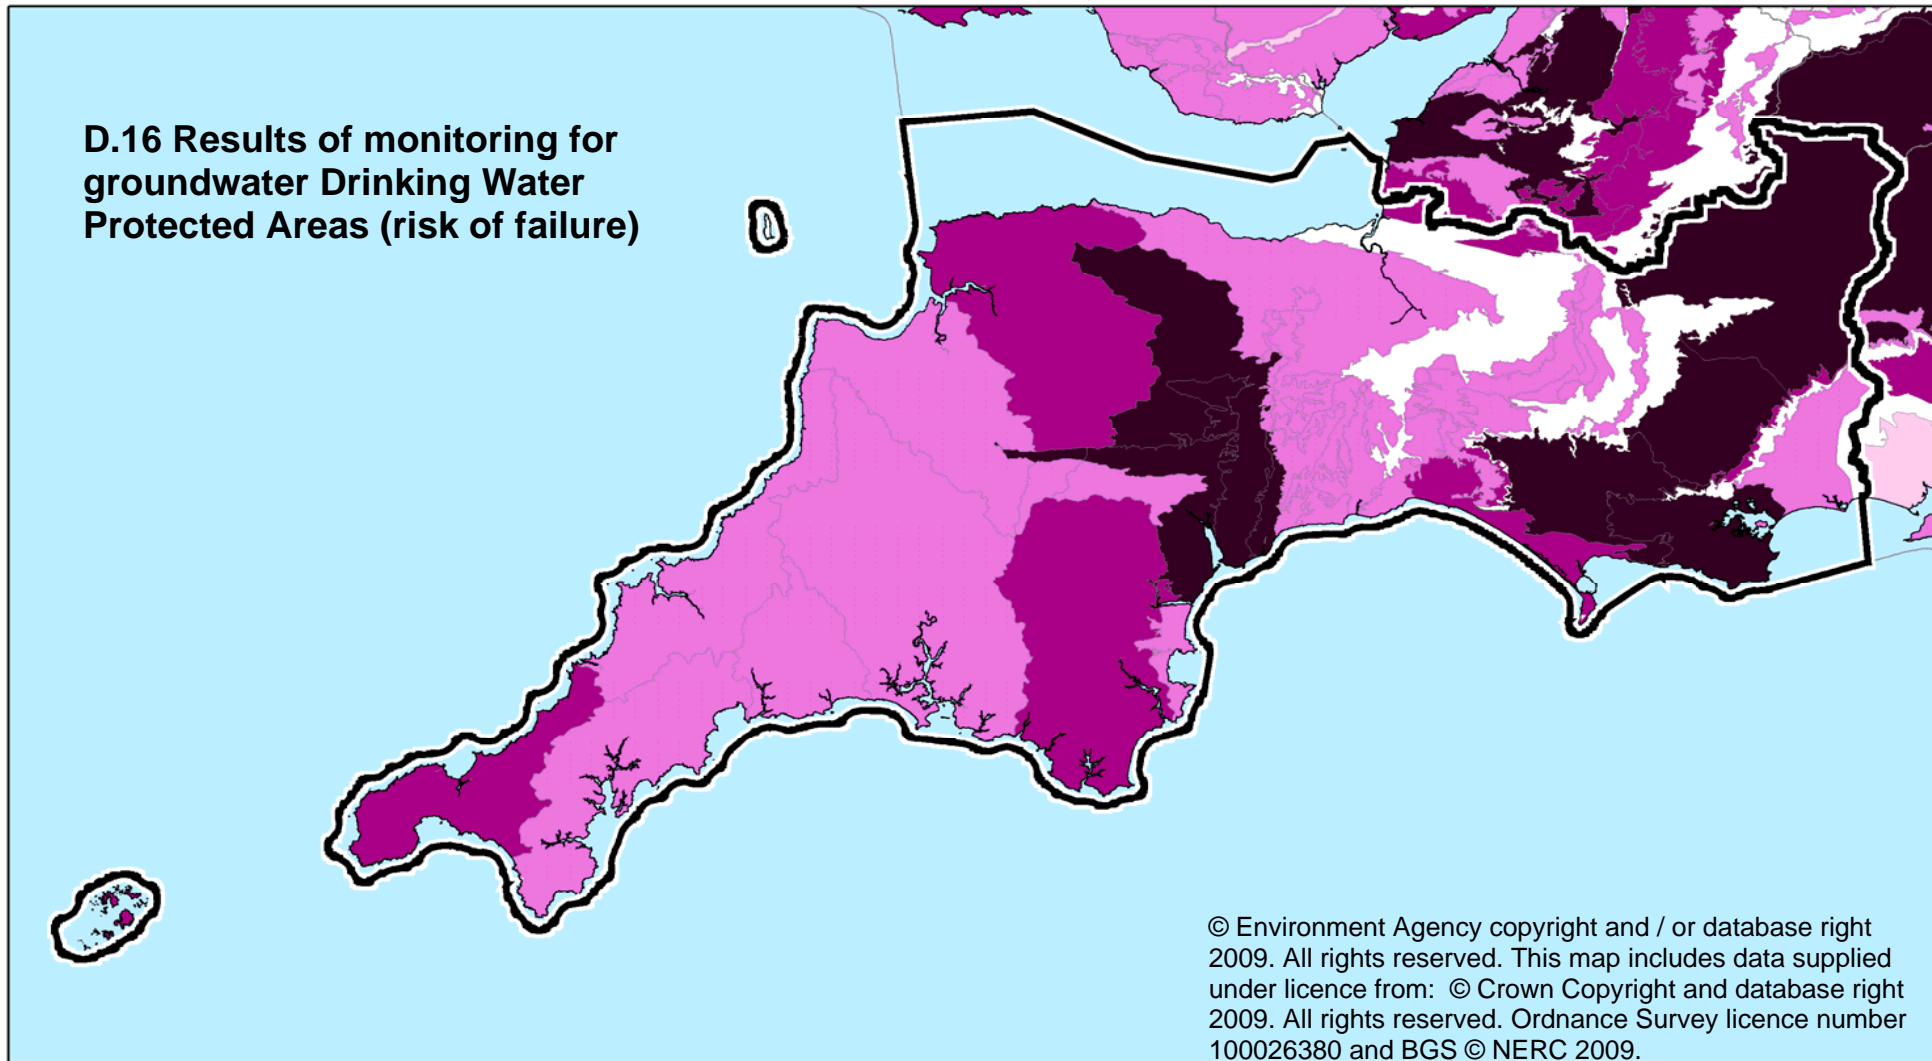 D.16 Results of monitoring for
groundwater Drinking Water
Protected Areas (risk of failure)
© Environment Agency copyright and / or database right
2009. All rights reserved. This map includes data supplied
under licence from:  © Crown Copyright and database right
2009. All rights reserved. Ordnance Survey licence number
100026380 and BGS © NERC 2009.